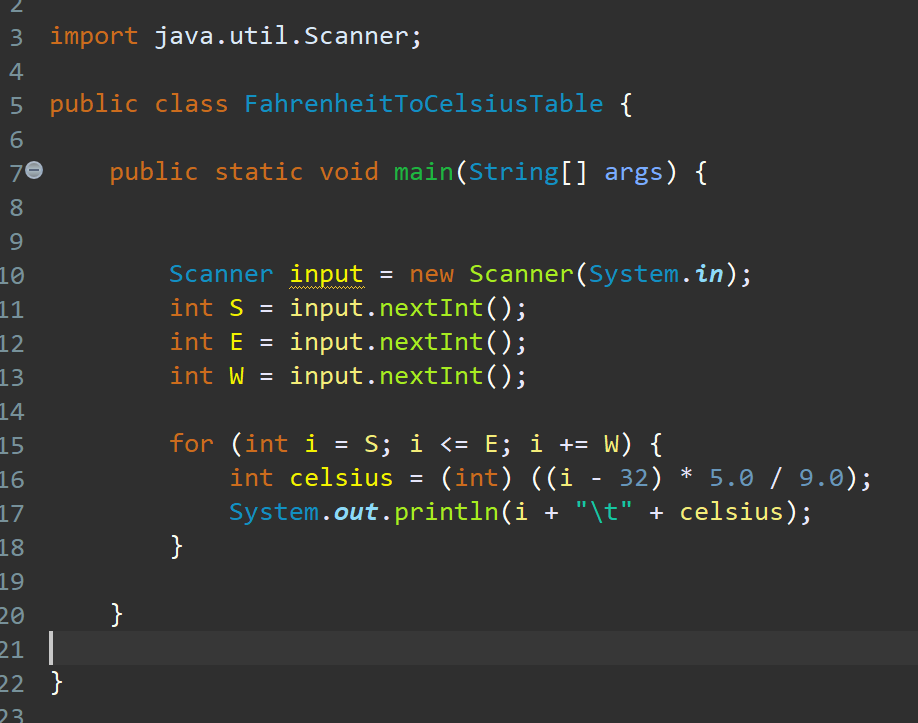 2
3 import java.util.Scanner;
4
5 public class FahrenheitToCelsiusTable {
6
7     public static void main(String[] args) {
8
9
10         Scanner input = new Scanner(System.in);
11         int S = input.nextInt();
12         int E = input.nextInt();
13         int W = input.nextInt();
14
15         for (int i = S; i <= E; i += W) {
16             int celsius = (int) ((i - 32) * 5.0 / 9.0);
17             System.out.println(i + "\t" + celsius);
18         }
19
20     }
21
22 }
23